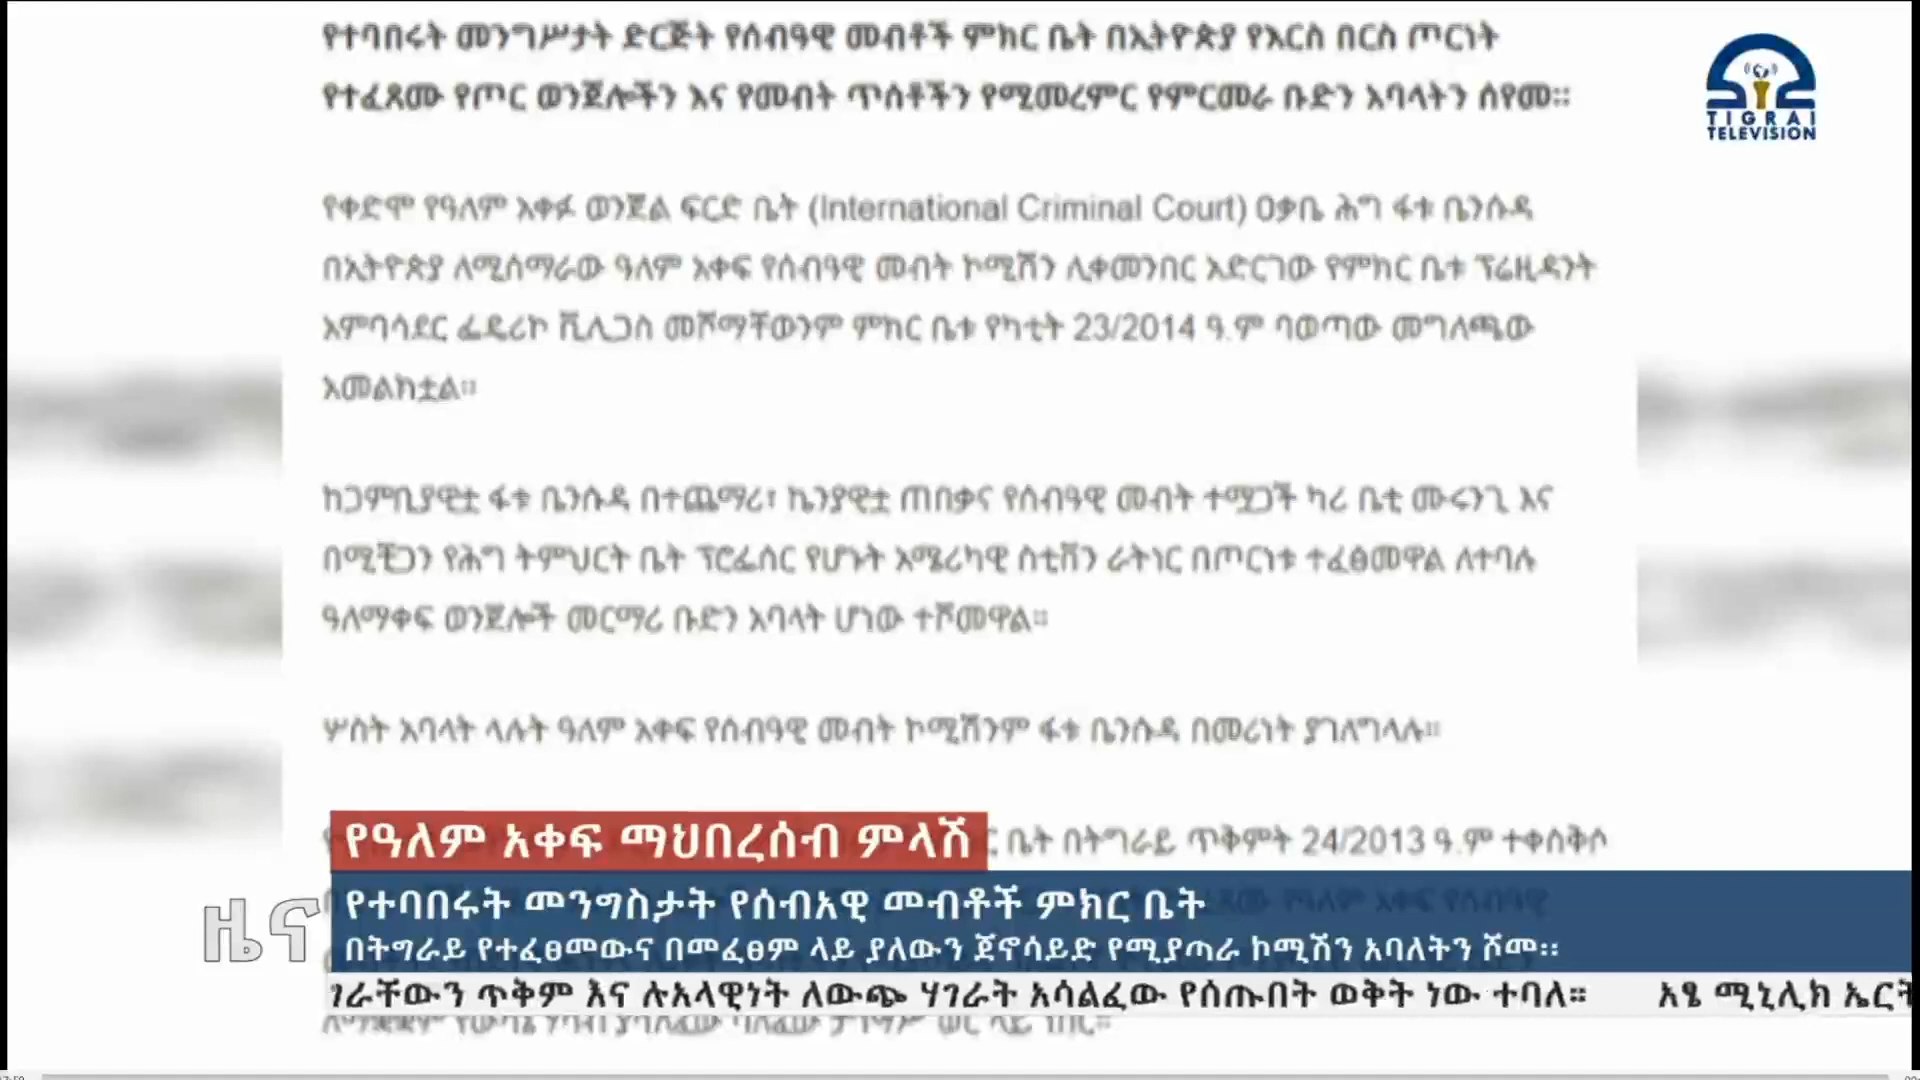 የተባበሩት መንግሥታት ድርጅት የሰብዓዊ መብቶች ምክር ቤት በኢትዮጵያ የእርስ በርስ ጦርነት
የተፈጸሙ የጦር ወንጀሎችን እና የመብት ጥሰቶችን የሚመረምር የምርመራ ቡድን አባላትን ሰየመ።
TIGRAI
TELEVISION
የቀድሞ የዓለም አቀፉ ወንጀል ፍርድ ቤት (International Criminal Court) ዐቃቤ ሕግ ፋቱ ቤንሱዳ
በኢትዮጵያ ለሚሰማራው ዓለም አቀፍ የሰብዓዊ መብት ኮሚሽን ሊቀመንበር አድርገው የምክር ቤቱ ፕሬዚዳንት
አምባሳደር ፌዴሪኮ ቪሊጋስ መሾማቸውንም ምክር ቤቱ የካቲት 23/2014 ዓ.ም ባወጣው መግለጫው
አመልክቷል።
ከጋምቢያዊቷ ፋቱ ቤንሱዳ በተጨማሪ፣ ኬንያዊቷ ጠበቃና የሰብዓዊ መብት ተሟጋች ካሪ ቤቲ ሙሩንጊ እና
በሚቺጋን የሕግ ትምህርት ቤት ፕሮፌሰር የሆኑት አሜሪካዊ ስቲቨን ራትነር በጦርነቱ ተፈፅመዋል ለተባሉ
ዓለማቀፍ ወንጀሎች መርማሪ ቡድን አባላት ሆነው ተሾመዋል።
ሦስት አባላት ላሉት ዓለም አቀፍ የሰብዓዊ መብት ኮሚሽንም ፋቱ ቤንሱዳ በመሪነት ያገለግላሉ።
ቤት በትግራይ ጥቅምት 24/2013 ዓ.ም ተቀስቅሶ
የዓለም አቀፍ ማህበረሰብ ምላሽ
ዜና
የተባበሩት መንግስታት የሰብአዊ መብቶች ምክር ቤት
በትግራይ የተፈፀመውና በመፈፀም ላይ ያለውን ጀኖሳይድ የሚያጣራ ኮሚሽን አባለትን ሾመ።
ገራቸውን ጥቅም እና ሉአላዊነት ለውጭ ሃገራት አሳልፈው የሰጡበት ወቅት ነው ተባለ። አፄ ሚኒሊክ ኤርት